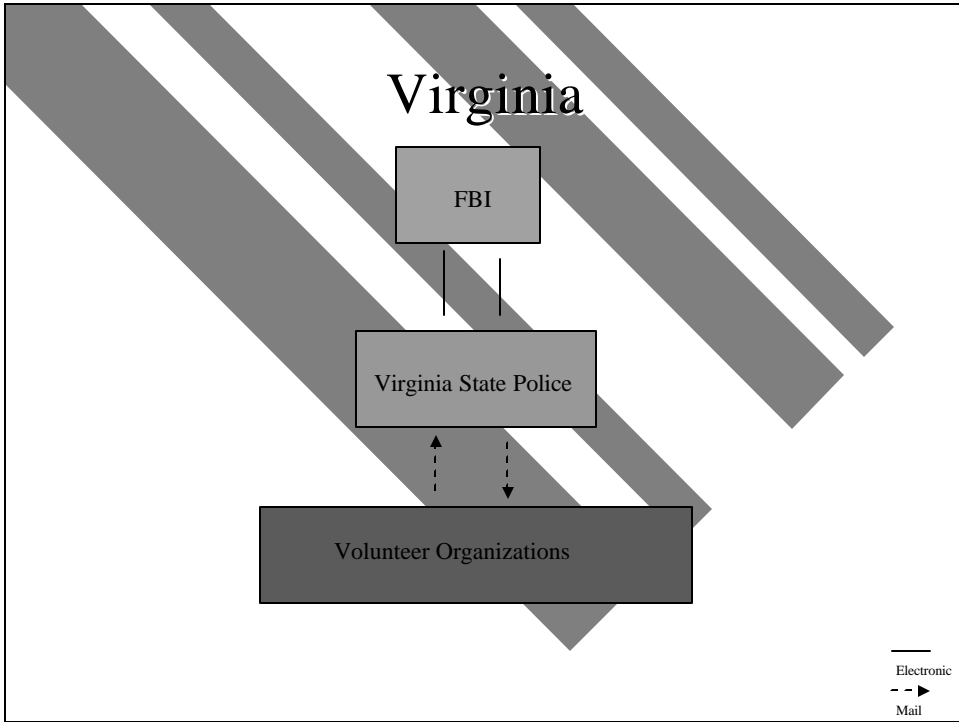 Virginia
FBI
Virginia State Police
Volunteer Organizations
Electronic
Mail